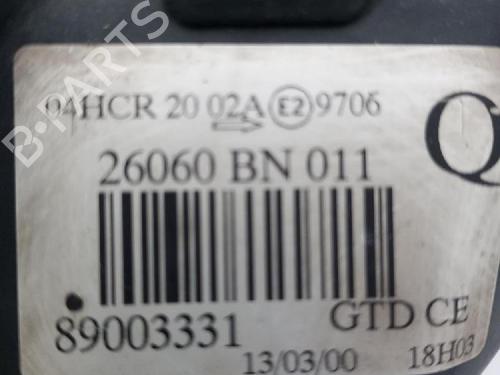 B-PARTS
04HCR 20 02A E2 9706
26060 BN 011
Q
89003331
GTD CE
13/03/00
18H03